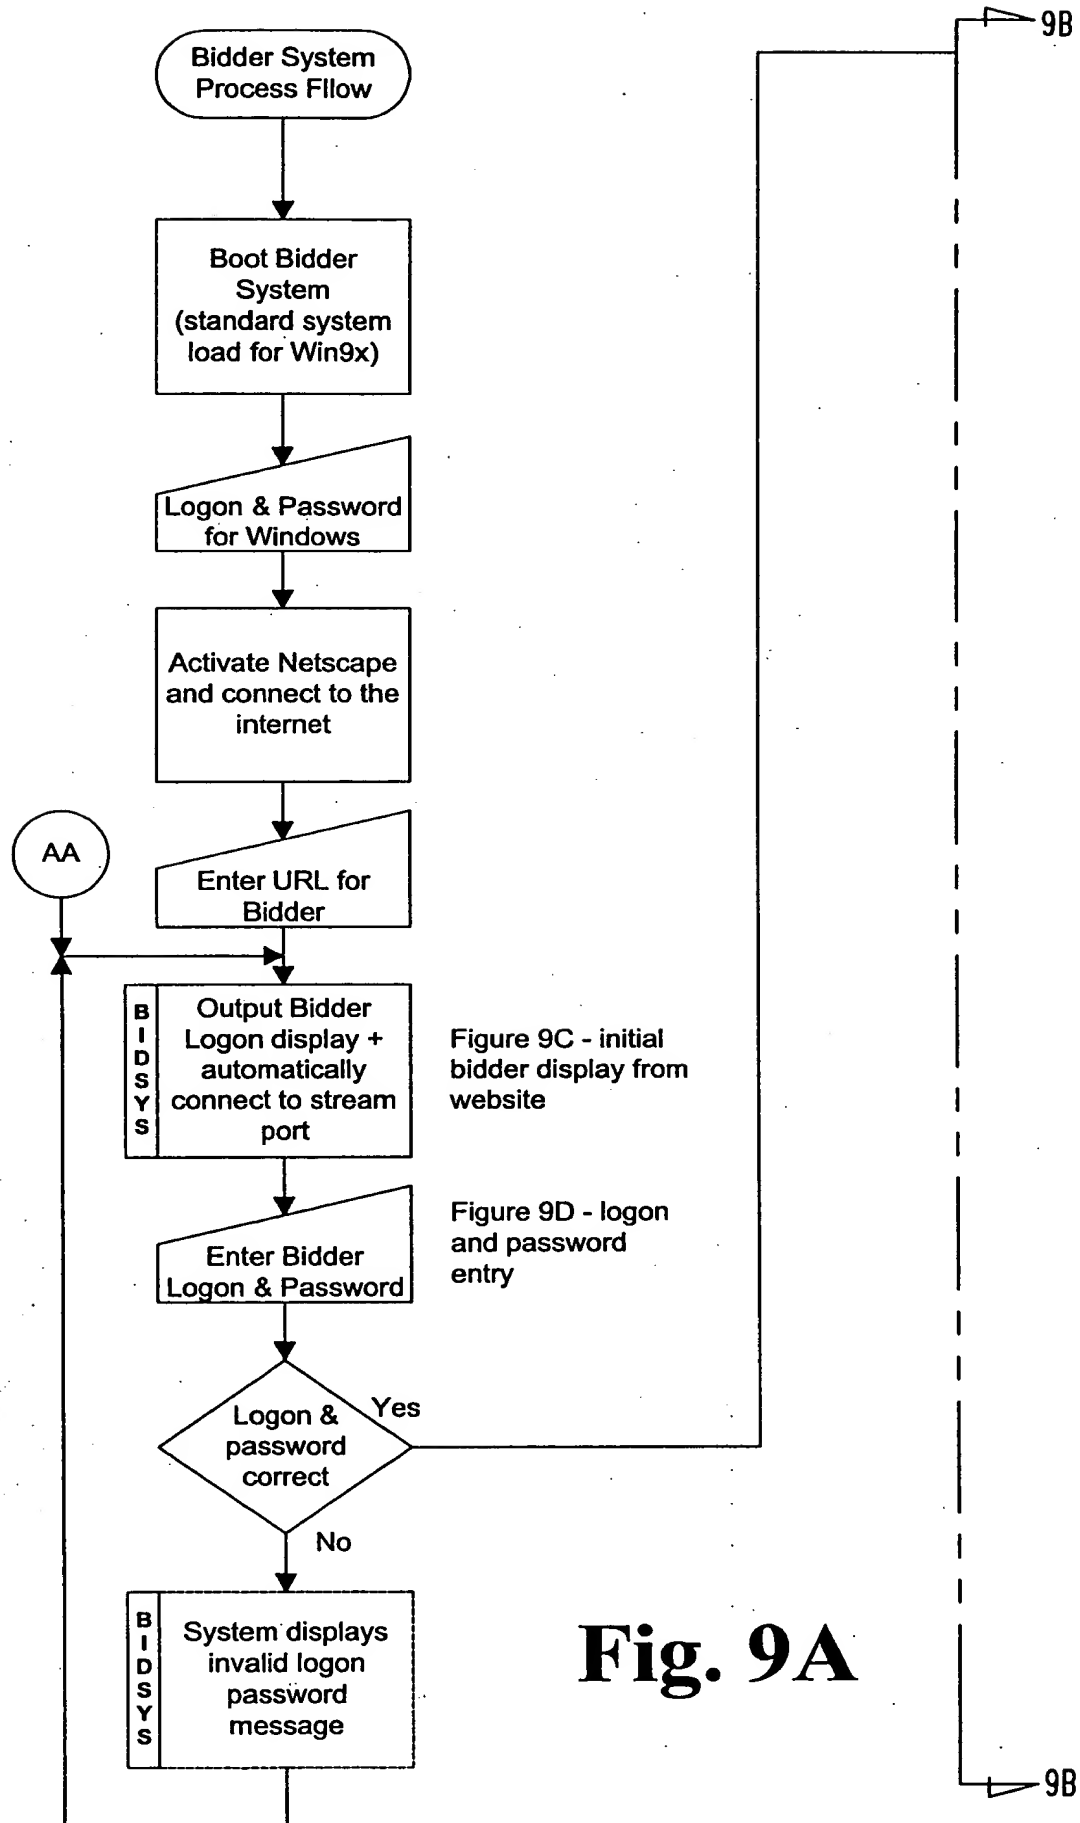 9B
Bidder System
Process Fllow
Boot Bidder
System
(standard system
load for Win9x)
Logon & Password
for Windows
Activate Netscape
and connect to the
internet
AA
Enter URL for
Bidder
BIDSYS
Output Bidder
Logon display +
automatically
connect to stream
port
Figure 9C - initial
bidder display from
website
Enter Bidder
Logon & Password
Figure 9D - logon
and password
entry
Logon &
password
correct
Yes
No
BIDSYS
System displays
invalid logon
password
message
Fig. 9A
9B